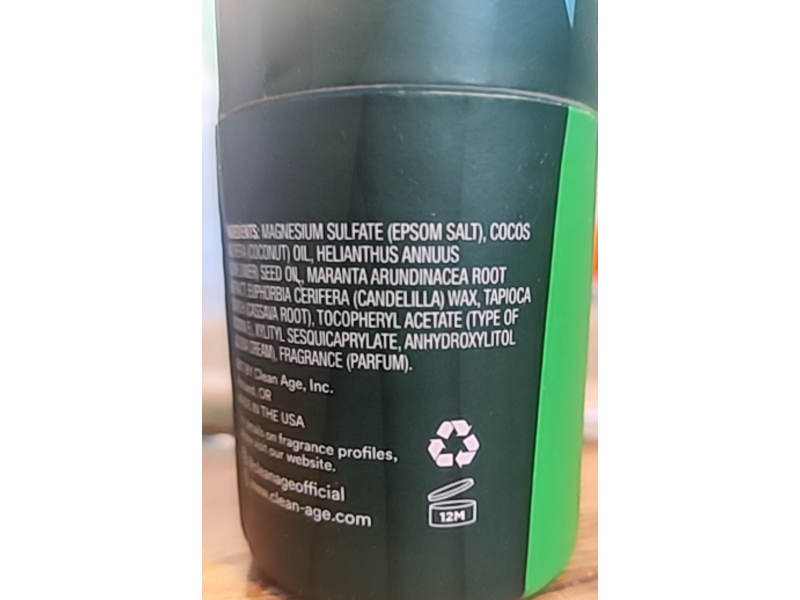 MAGNESIUM SULFATE (EPSOM SALT), COCOS
(COCONUT) OIL, HELIANTHUS ANNUUS
SEED OIL, MARANTA ARUNDINACEA ROOT
EUPHORBIA CERIFERA (CANDELILLA) WAX, TAPIOCA
(CASSAVA ROOT), TOCOPHERYL ACETATE (TYPE OF
XYLITYL SESQUICAPRYLATE, ANHYDROXYLITOL
FRAGRANCE (PARFUM).
BY Clean Age, Inc.
OR
IN THE USA
on fragrance profiles,
our website.
cleanageofficial
www.clean-age.com
12M